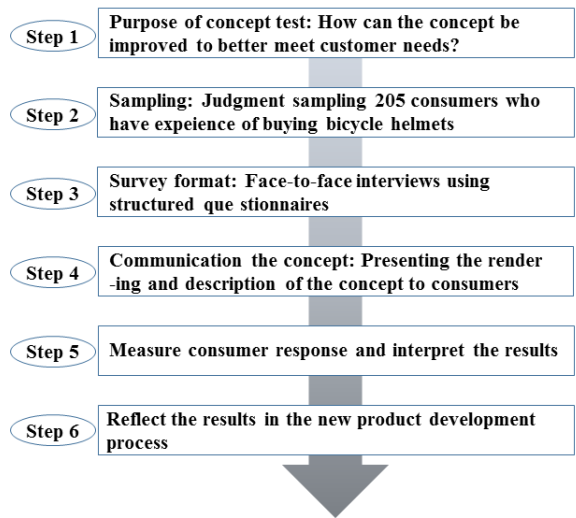 Step 1
Purpose of concept test: How can the concept be
improved to better meet customer needs?
Step 2
Sampling: Judgment sampling 205 consumers who
have expeience of buying bicycle helmets
Step 3
Survey format: Face-to-face interviews using
structured que stionnaires
Step 4
Communication the concept: Presenting the render
-ing and description of the concept to consumers
Step 5
Measure consumer response and interpret the results
Step 6
Reflect the results in the new product development
process